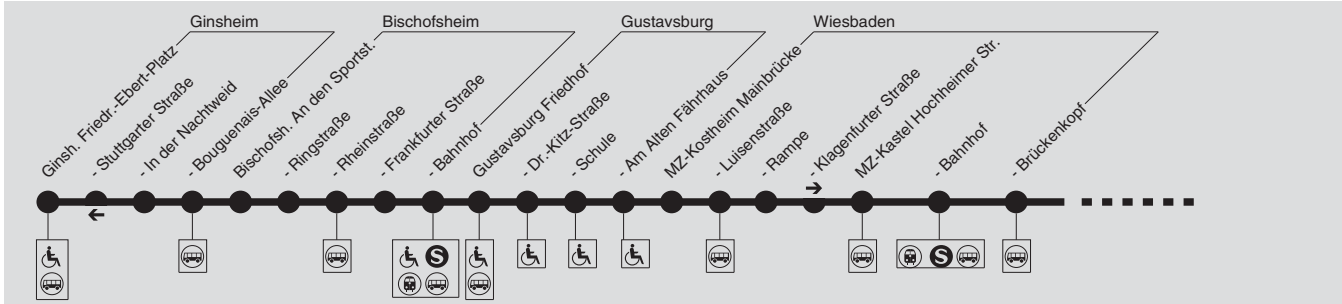 Ginsheim
Bischofsheim
Gustavsburg
Wiesbaden
Ginsh. Friedr.-Ebert-Platz
- Stuttgarter Straße
- In der Nachtweid
- Bouguenais-Allee
Bischofsh. An den Sportst.
- Ringstraße
- Rheinstraße
- Frankfurter Straße
- Bahnhof
Gustavsburg Friedhof
- Dr.-Kitz-Straße
- Schule
- Am Alten Fährhaus
MZ-Kostheim Mainbrücke
- Luisenstraße
- Rampe
- Klagenfurter Straße
MZ-Kastel Hochheimer Str.
- Bahnhof
- Brückenkopf
S
S